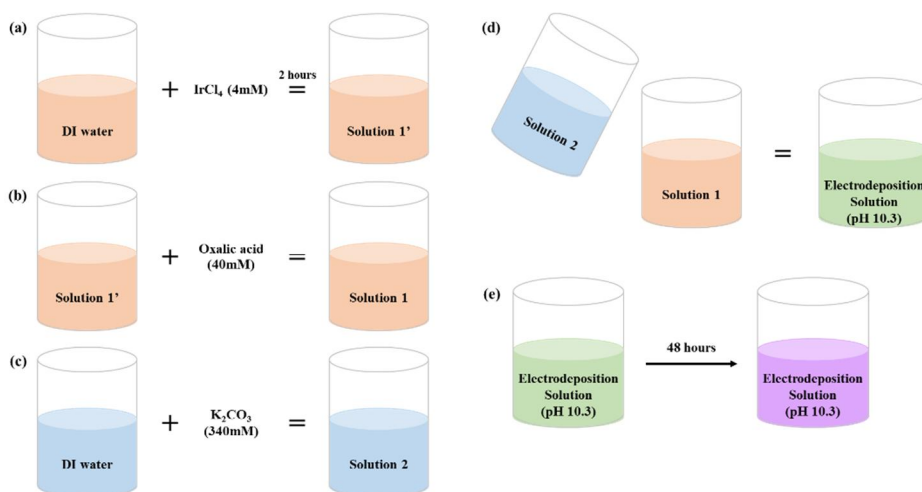 (a)
DI water
+
IrCl₄ (4mM)
2 hours
=
Solution 1’
(b)
Solution 1’
+
Oxalic acid
(40mM)
=
Solution 1
(c)
DI water
+
K₂CO₃
(340mM)
=
Solution 2
(d)
Solution 2
Solution 1
=
Electrodeposition
Solution
(pH 10.3)
(e)
Electrodeposition
Solution
(pH 10.3)
48 hours
Electrodeposition
Solution
(pH 10.3)